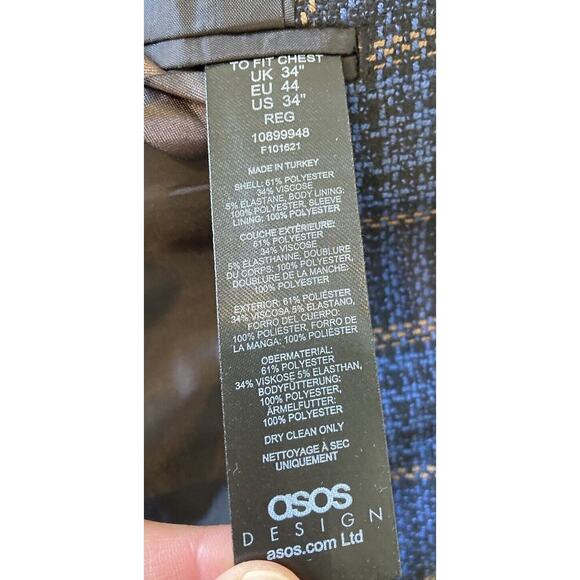 TO FIT CHEST
UK 34"
EU 44
US 34"
REG
10899948
F101621
MADE IN TURKEY
SHELL: 61% POLYESTER
34% VISCOSE
5% ELASTANE, BODY LINING:
100% POLYESTER, SLEEVE
LINING: 100% POLYESTER
COUCHE EXTÉRIEURE:
61% POLYESTER
34% VISCOSE
5% ÉLASTHANNE, DOUBLURE
DU CORPS: 100% POLYESTER,
DOUBLURE DE LA MANCHE:
100% POLYESTER
EXTERIOR: 61% POLIÉSTER
34% VISCOSA 5% ELASTANO,
FORRO DEL CUERPO:
100% POLIÉSTER, FORRO DE
LA MANGA: 100% POLIÉSTER
OBERMATERIAL:
61% POLYESTER
34% VISKOSE 5% ELASTHAN,
BODYFÜTTERUNG:
100% POLYESTER,
ÄRMELFUTTER:
100% POLYESTER
DRY CLEAN ONLY
NETTOYAGE À SEC
UNIQUEMENT
asos
DESIGN
asos.com Ltd